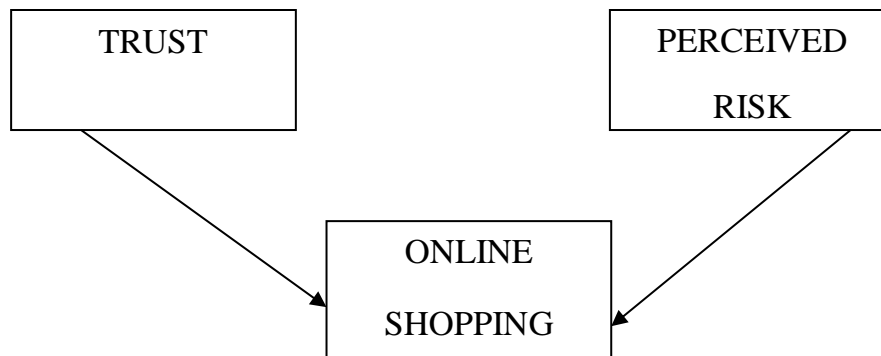 TRUST
PERCEIVED
RISK
ONLINE
SHOPPING